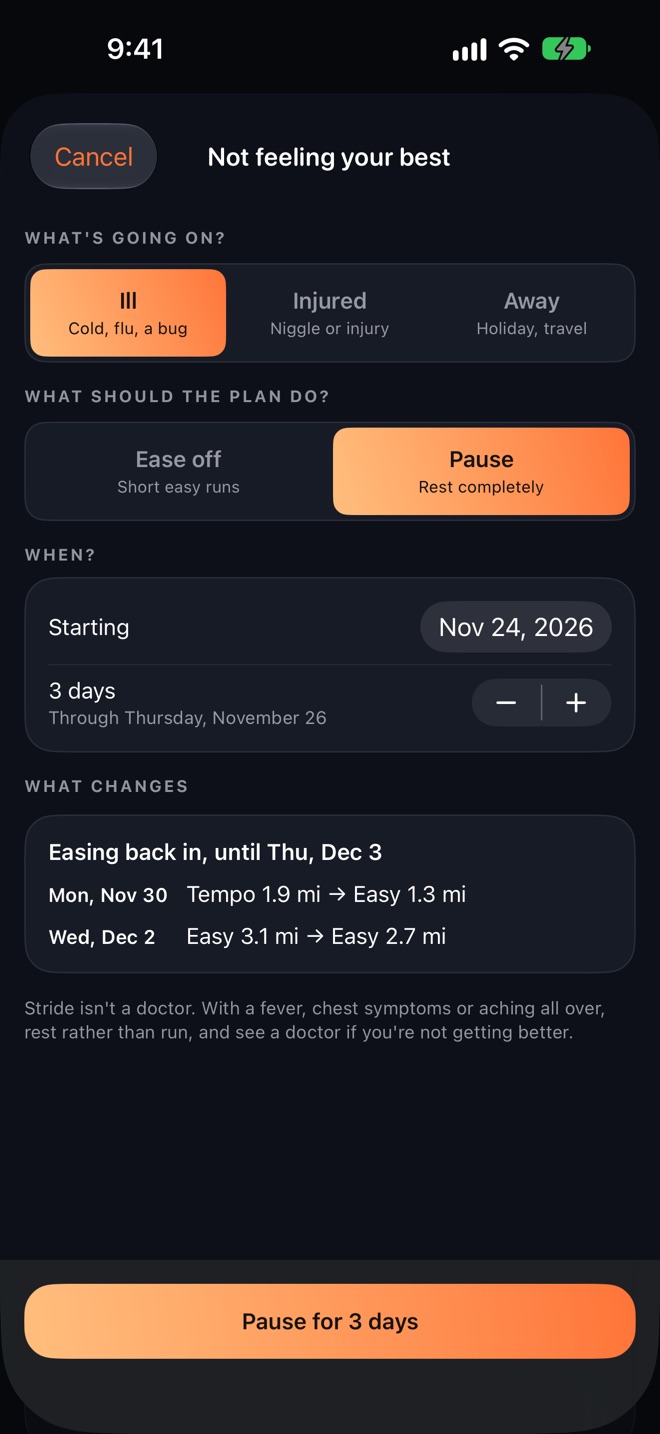 9:41
Cancel
Not feeling your best
WHAT'S GOING ON?
Ill
Cold, flu, a bug
Injured
Niggle or injury
Away
Holiday, travel
WHAT SHOULD THE PLAN DO?
Ease off
Short easy runs
Pause
Rest completely
WHEN?
Starting
Nov 24, 2026
3 days
Through Thursday, November 26
WHAT CHANGES
Easing back in, until Thu, Dec 3
Mon, Nov 30 Tempo 1.9 mi → Easy 1.3 mi
Wed, Dec 2 Easy 3.1 mi → Easy 2.7 mi
Stride isn't a doctor. With a fever, chest symptoms or aching all over,
rest rather than run, and see a doctor if you're not getting better.
Pause for 3 days